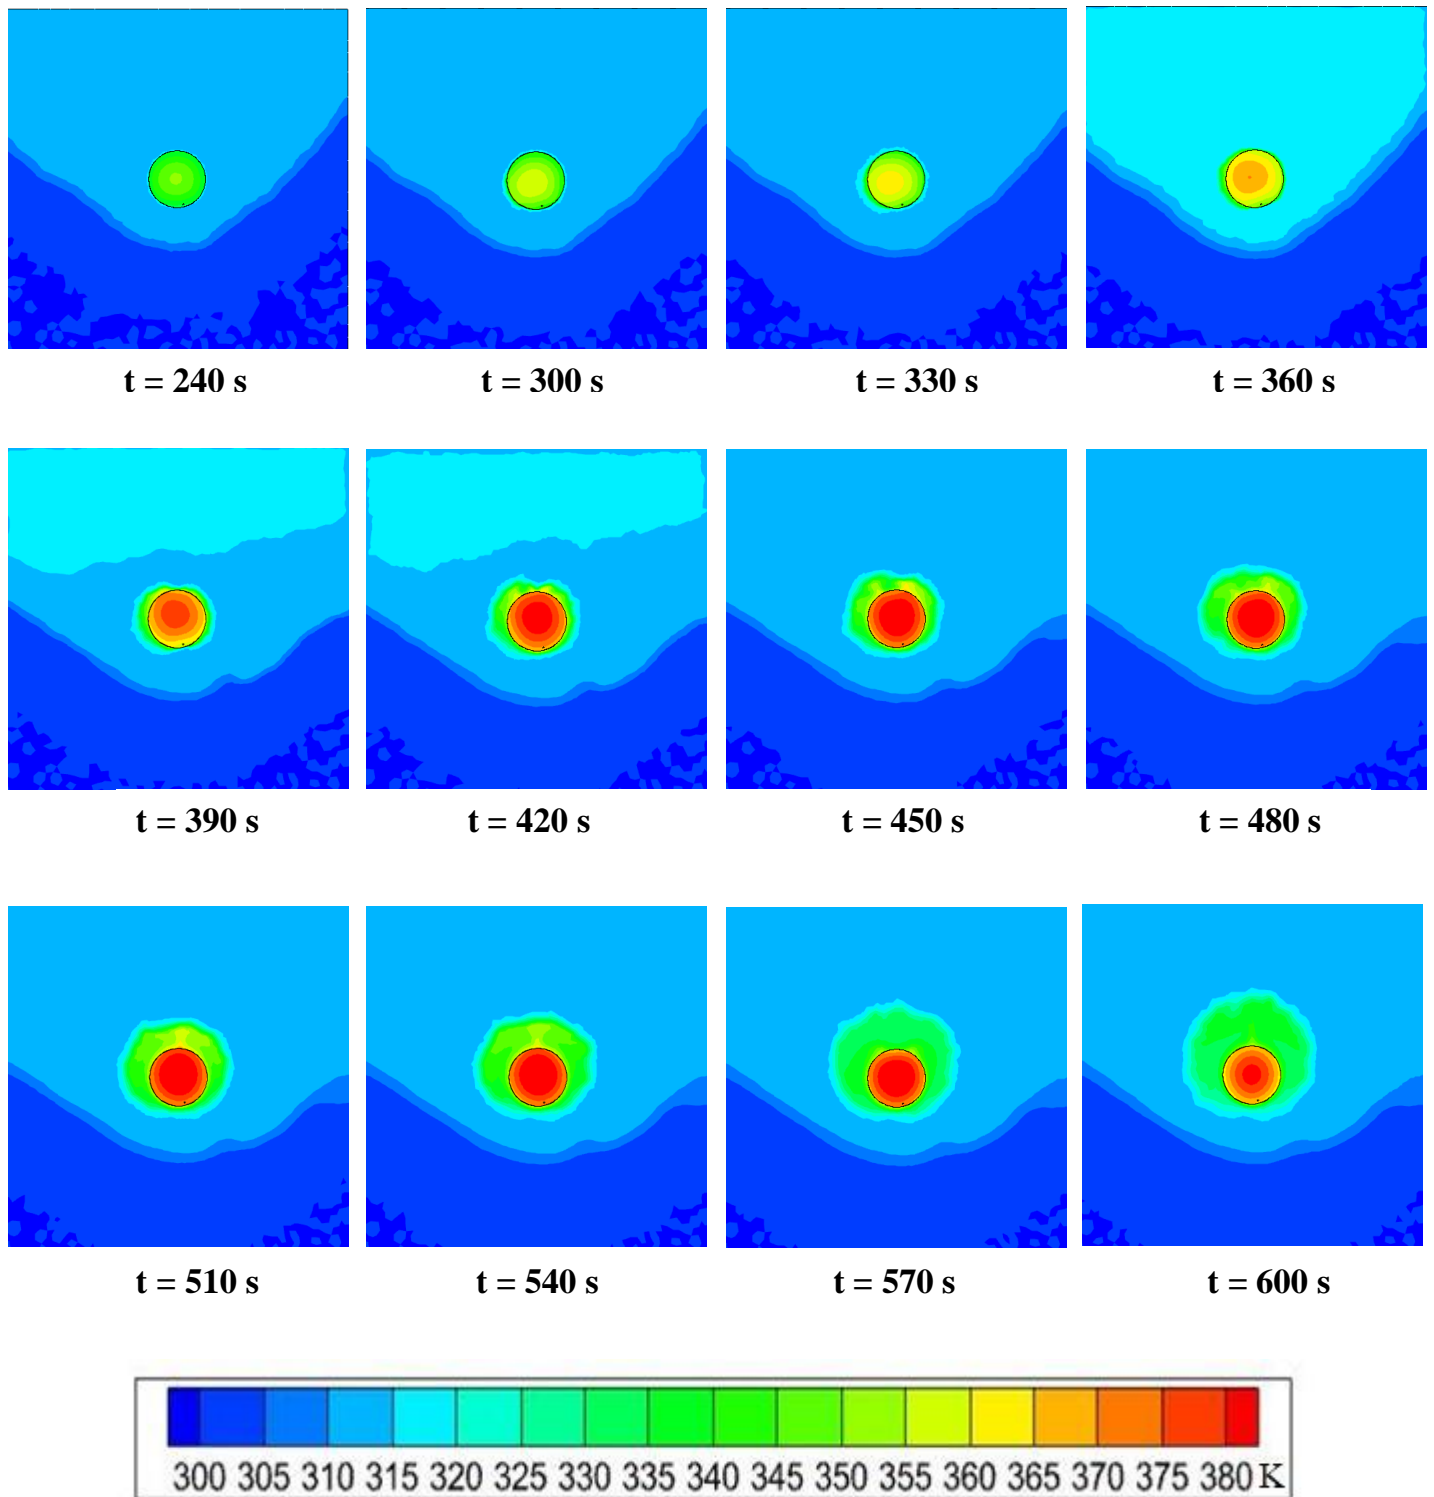 t = 240 s
t = 300 s
t = 330 s
t = 360 s
t = 390 s
t = 420 s
t = 450 s
t = 480 s
t = 510 s
t = 540 s
t = 570 s
t = 600 s
300 305 310 315 320 325 330 335 340 345 350 355 360 365 370 375 380 K